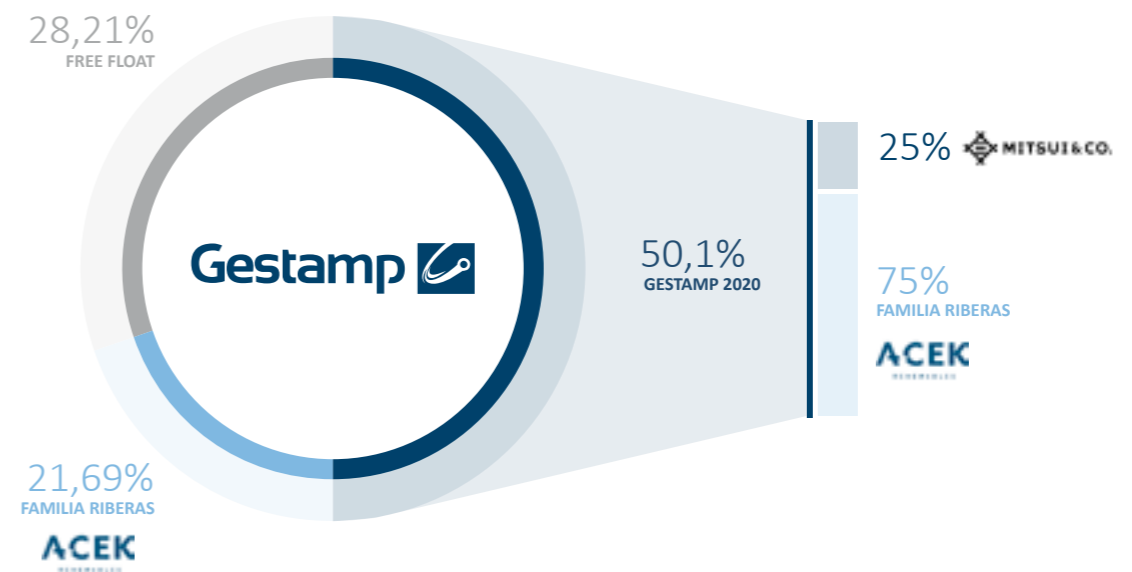 28,21%
FREE FLOAT
Gestamp
50,1%
GESTAMP 2020
25%
MITSUI & CO.
75%
FAMILIA RIBERAS
ACEK
21,69%
FAMILIA RIBERAS
ACEK